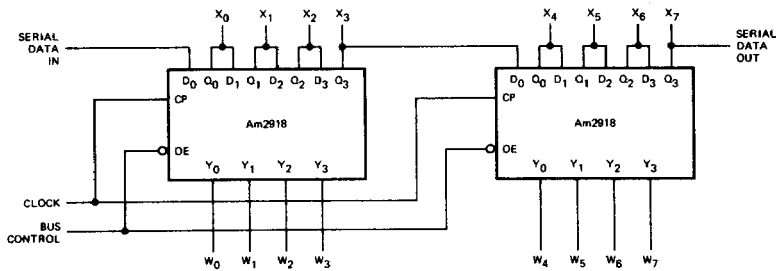 X0 X1 X2 X3 X4 X5 X6 X7
SERIAL
DATA
IN
SERIAL
DATA
OUT
D0 Q0 D1 Q1 D2 Q2 D3 Q3
D0 Q0 D1 Q1 D2 Q2 D3 Q3
CP
CP
Am2918
Am2918
OE
OE
Y0 Y1 Y2 Y3
Y0 Y1 Y2 Y3
CLOCK
BUS
CONTROL
W0 W1 W2 W3
W4 W5 W6 W7